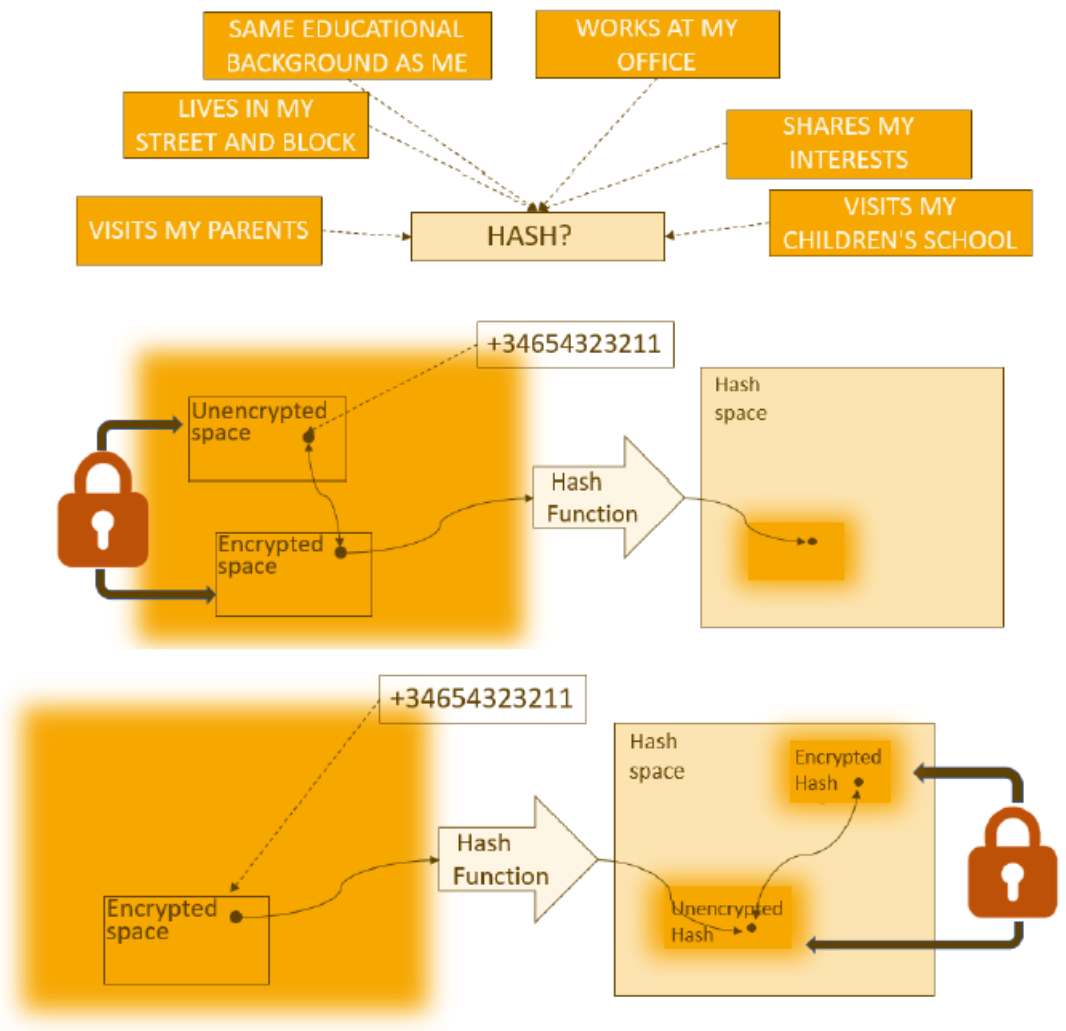 SAME EDUCATIONAL
BACKGROUND AS ME
WORKS AT MY
OFFICE
LIVES IN MY
STREET AND BLOCK
SHARES MY
INTERESTS
VISITS MY PARENTS
HASH?
VISITS MY
CHILDREN'S SCHOOL
+34654323211
Unencrypted
space
Encrypted
space
Hash
Function
Hash
space
+34654323211
Encrypted
space
Hash
Function
Hash
space
Encrypted
Hash
Unencrypted
Hash